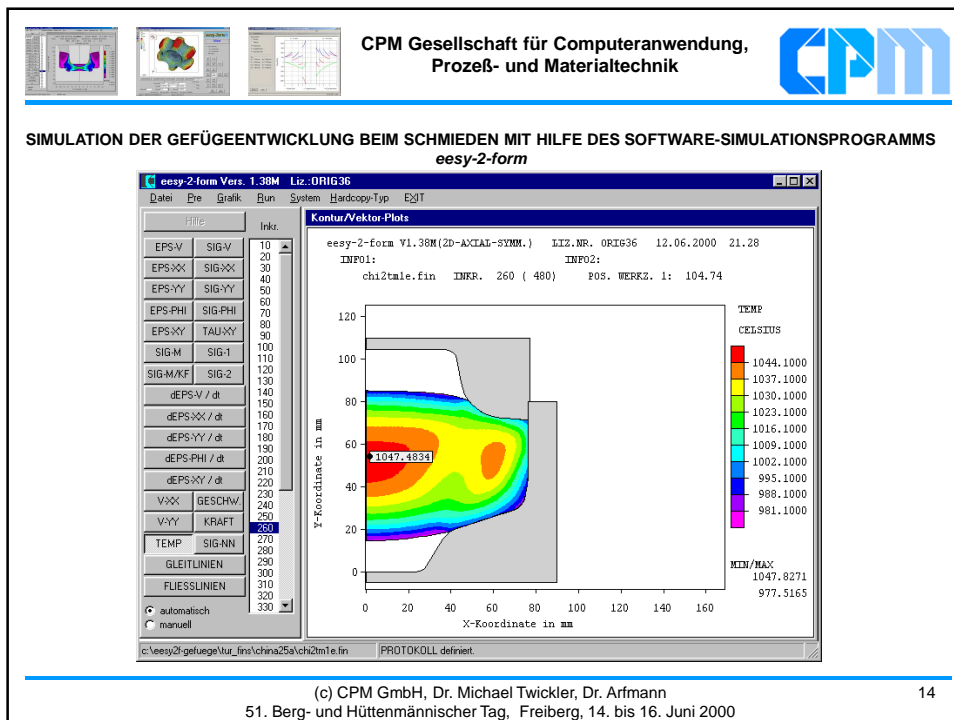 CPM Gesellschaft für Computeranwendung,
Prozeß- und Materialtechnik
CPM
SIMULATION DER GEFÜGEENTWICKLUNG BEIM SCHMIEDEN MIT HILFE DES SOFTWARE-SIMULATIONSPROGRAMMS
eesy-2-form
eesy-2-form Vers. 1.38M Liz.:ORIG36
Datei Pre Grafik Run System Hardcopy-Typ EXIT
Hilfe
Inkr.
EPS-V SIG-V
EPS-XX SIG-XX
EPS-YY SIG-YY
EPS-PHI SIG-PHI
EPS-XY TAU-XY
SIG-M SIG-1
SIG-M/KF SIG-2
dEPS-V / dt
dEPS-XX / dt
dEPS-YY / dt
dEPS-PHI / dt
dEPS-XY / dt
V-XX GESCHW.
V-YY KRAFT
TEMP SIG-NN
GLEITLINIEN
FLIESSLINIEN
automatisch
manuell
10
20
30
40
50
60
70
80
90
100
110
120
130
140
150
160
170
180
190
200
210
220
230
240
250
260
270
280
290
300
310
320
330
Kontur/Vektor-Plots
eesy-2-form V1.38M(2D-AXIAL-SYMM.) LIZ.NR. ORIG36 12.06.2000 21.28
INFO1: INFO2:
chi2tm1e.fin INKR. 260 ( 480) POS. WERKZ. 1: 104.74
120
100
80
60
40
20
0
Y-Koordinate in mm
1047.4834
0 20 40 60 80 100 120 140 160
X-Koordinate in mm
TEMP
CELSIUS
1044.1000
1037.1000
1030.1000
1023.1000
1016.1000
1009.1000
1002.1000
995.1000
988.1000
981.1000
MIN/MAX
1047.8271
977.5165
c:\eesy2f-gefuege\tur_fins\china25a\chi2tm1e.fin PROTOKOLL definiert.
(c) CPM GmbH, Dr. Michael Twickler, Dr. Arfmann
14
51. Berg- und Hüttenmännischer Tag, Freiberg, 14. bis 16. Juni 2000